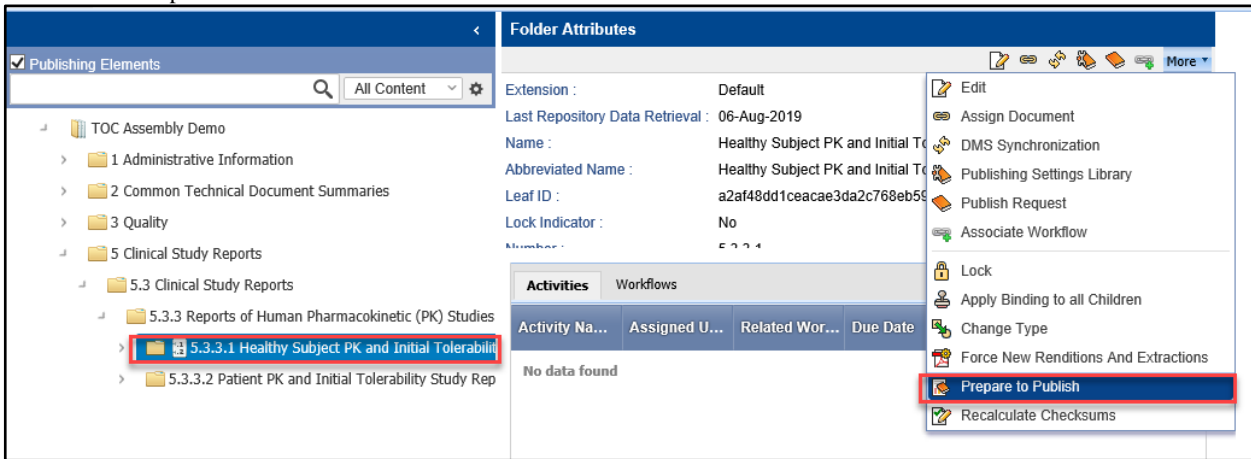 Folder Attributes
Publishing Elements
More
All Content
Extension : Default
Last Repository Data Retrieval : 06-Aug-2019
Name : Healthy Subject PK and Initial To
Abbreviated Name : Healthy Subject PK and Initial To
Leaf ID : a2af48dd1ceacae3da2c768eb59
Lock Indicator : No
Number : 5.3.3.1
TOC Assembly Demo
1 Administrative Information
2 Common Technical Document Summaries
3 Quality
5 Clinical Study Reports
5.3 Clinical Study Reports
5.3.3 Reports of Human Pharmacokinetic (PK) Studies
5.3.3.1 Healthy Subject PK and Initial Tolerabilit
5.3.3.2 Patient PK and Initial Tolerability Study Rep
Activities Workflows
Activity Na... Assigned U... Related Wor... Due Date
No data found
Edit
Assign Document
DMS Synchronization
Publishing Settings Library
Publish Request
Associate Workflow
Lock
Apply Binding to all Children
Change Type
Force New Renditions And Extractions
Prepare to Publish
Recalculate Checksums